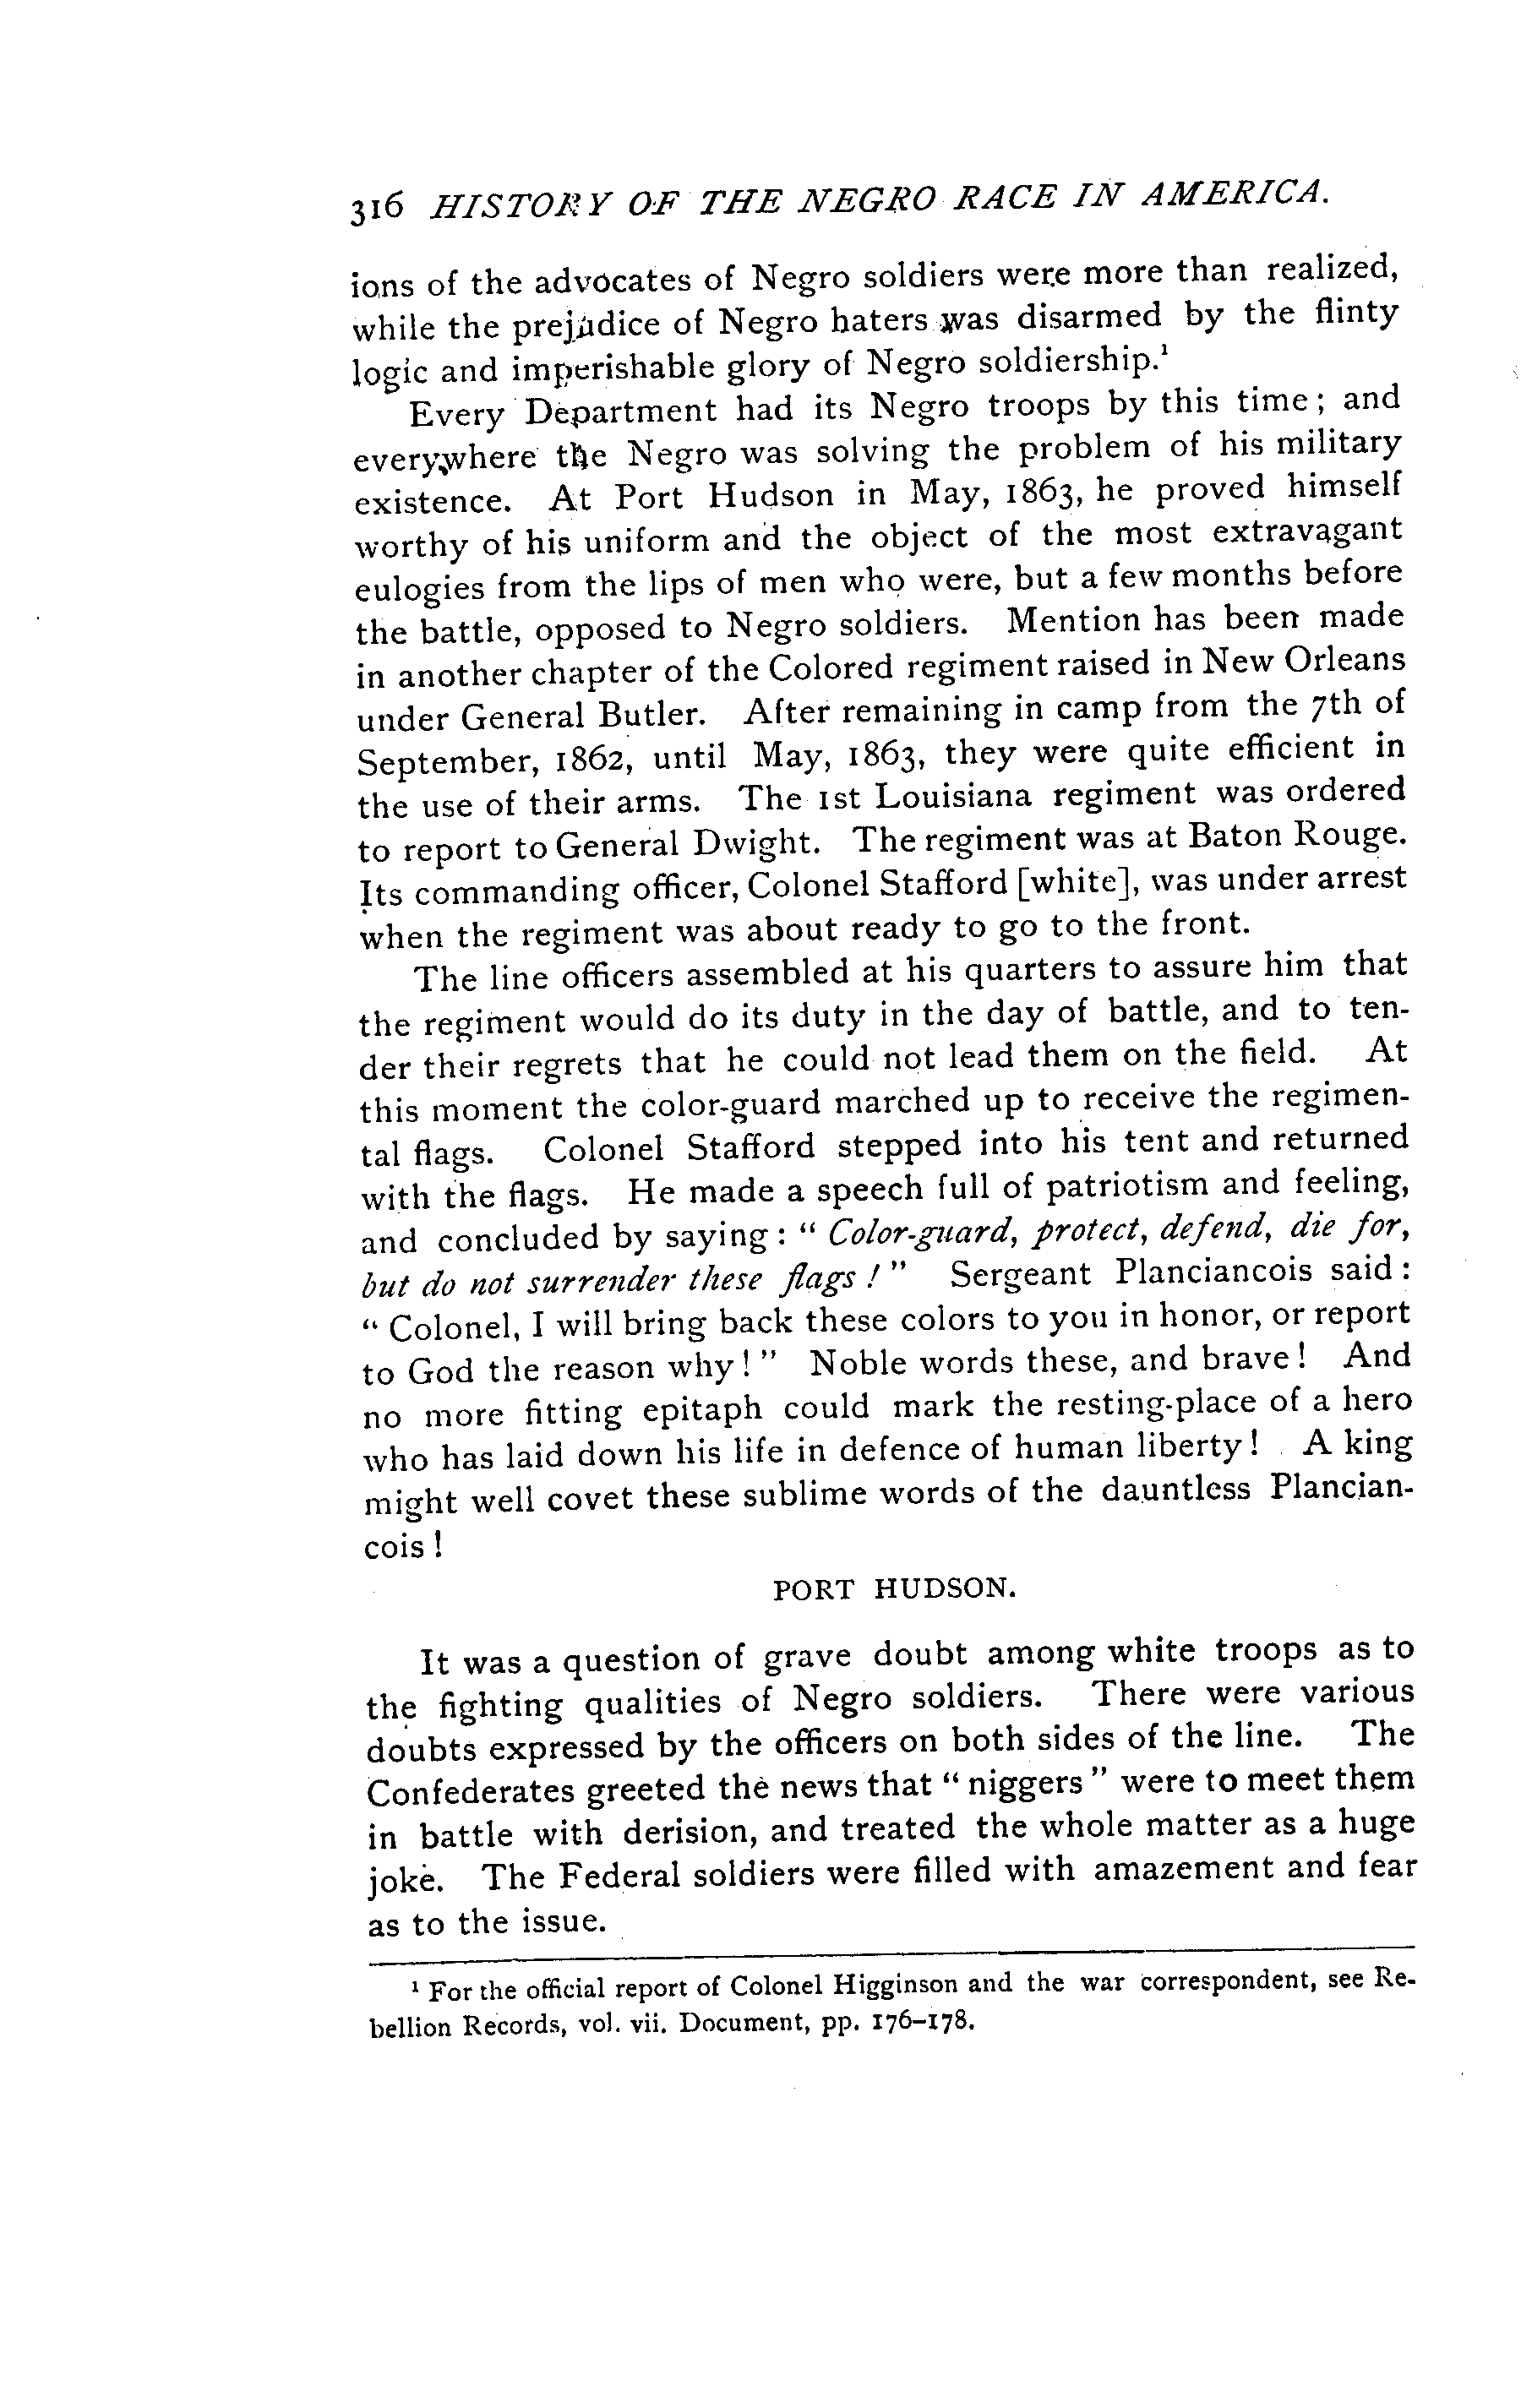 316 HISTORY OF THE NEGRO RACE IN AMERICA.
ions of the advocates of Negro soldiers were more than realized,
while the prejudice of Negro haters was disarmed by the flinty
logic and imperishable glory of Negro soldiership.¹
Every Department had its Negro troops by this time; and
everywhere the Negro was solving the problem of his military
existence. At Port Hudson in May, 1863, he proved himself
worthy of his uniform and the object of the most extravagant
eulogies from the lips of men who were, but a few months before
the battle, opposed to Negro soldiers. Mention has been made
in another chapter of the Colored regiment raised in New Orleans
under General Butler. After remaining in camp from the 7th of
September, 1862, until May, 1863, they were quite efficient in
the use of their arms. The 1st Louisiana regiment was ordered
to report to General Dwight. The regiment was at Baton Rouge.
Its commanding officer, Colonel Stafford [white], was under arrest
when the regiment was about ready to go to the front.
The line officers assembled at his quarters to assure him that
the regiment would do its duty in the day of battle, and to ten-
der their regrets that he could not lead them on the field. At
this moment the color-guard marched up to receive the regimen-
tal flags. Colonel Stafford stepped into his tent and returned
with the flags. He made a speech full of patriotism and feeling,
and concluded by saying: " Color-guard, protect, defend, die for,
but do not surrender these flags ! " Sergeant Planciancois said:
" Colonel, I will bring back these colors to you in honor, or report
to God the reason why! " Noble words these, and brave! And
no more fitting epitaph could mark the resting-place of a hero
who has laid down his life in defence of human liberty! A king
might well covet these sublime words of the dauntless Plancian-
cois!
PORT HUDSON.
It was a question of grave doubt among white troops as to
the fighting qualities of Negro soldiers. There were various
doubts expressed by the officers on both sides of the line. The
Confederates greeted the news that " niggers " were to meet them
in battle with derision, and treated the whole matter as a huge
joke. The Federal soldiers were filled with amazement and fear
as to the issue.
¹ For the official report of Colonel Higginson and the war correspondent, see Re-
bellion Records, vol. vii. Document, pp. 176–178.